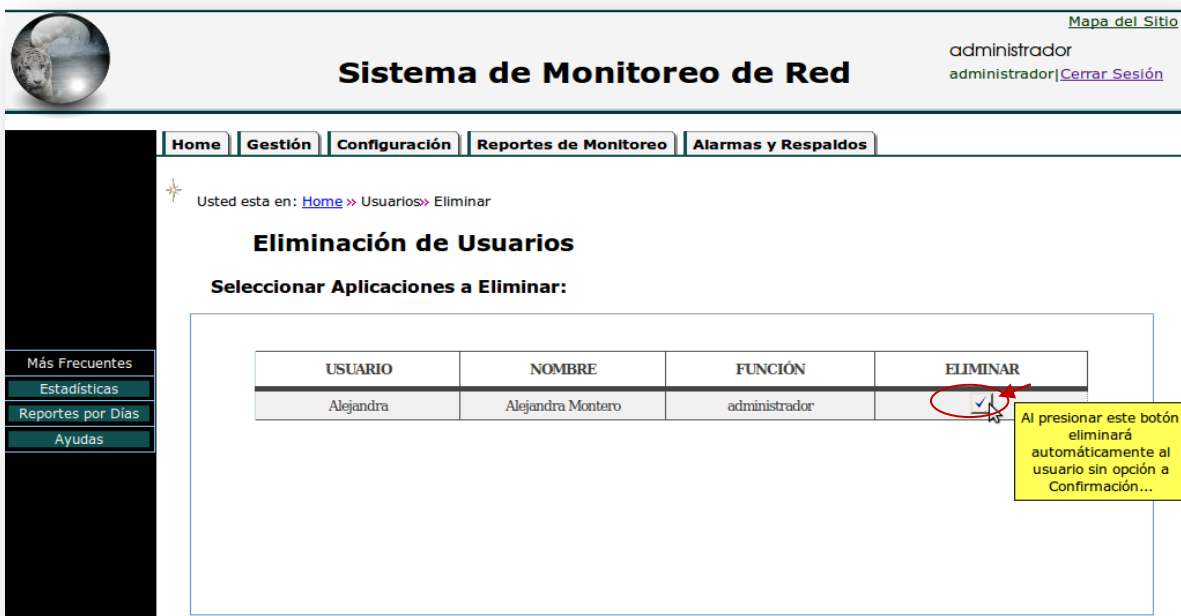 Mapa del Sitio
administrador
Sistema de Monitoreo de Red
administrador|Cerrar Sesión
Home Gestión Configuración Reportes de Monitoreo Alarmas y Respaldos
Usted esta en: Home » Usuarios» Eliminar
Eliminación de Usuarios
Seleccionar Aplicaciones a Eliminar:
Más Frecuentes
Estadísticas
Reportes por Días
Ayudas
USUARIO NOMBRE FUNCIÓN ELIMINAR
Alejandra Alejandra Montero administrador
Al presionar este botón
eliminará
automáticamente al
usuario sin opción a
Confirmación...